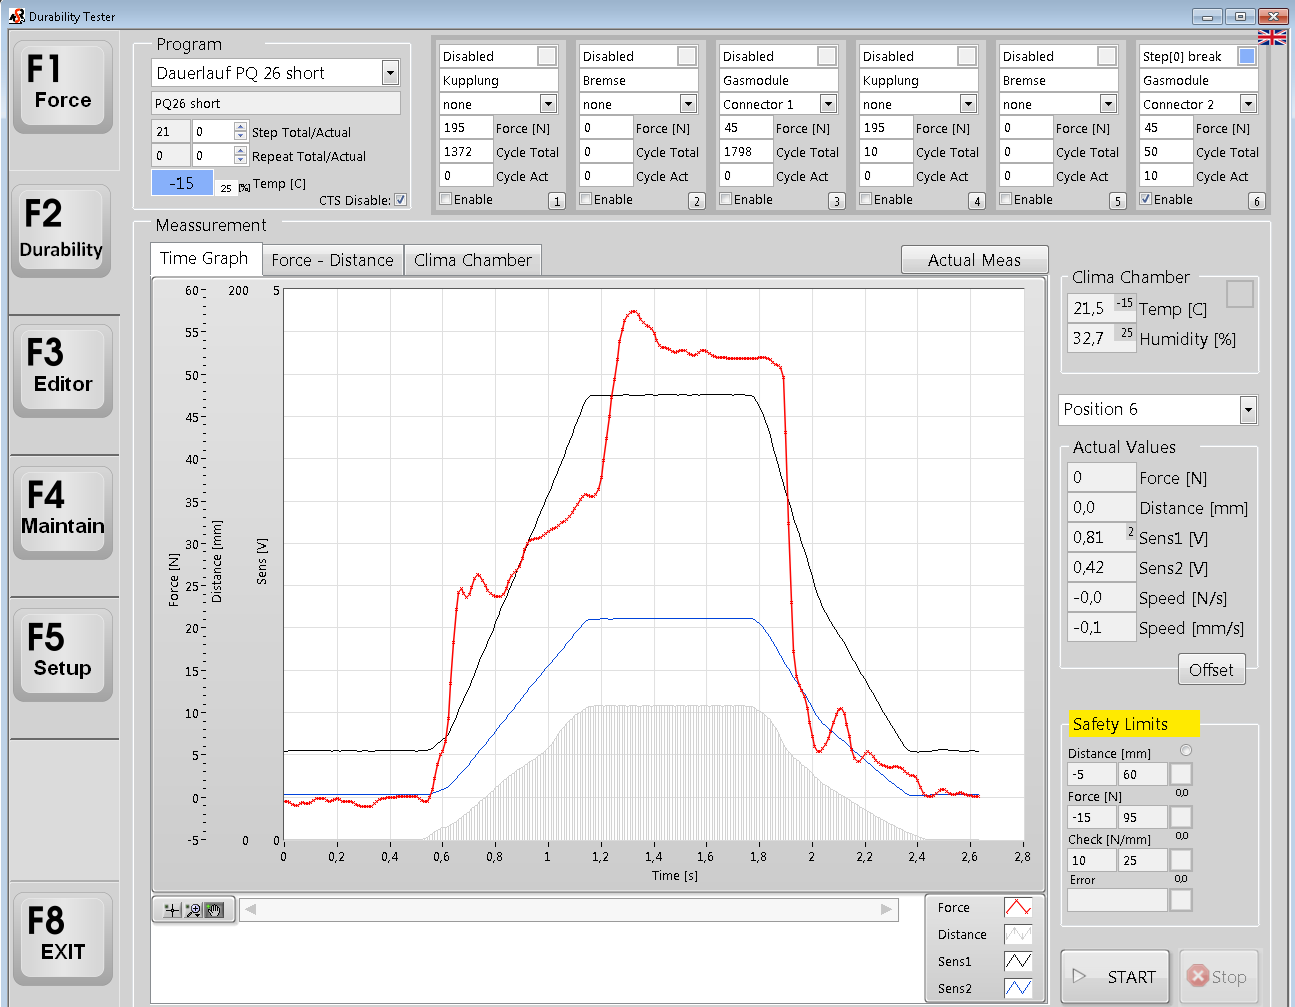 Durability Tester
F1
Force
F2
Durability
F3
Editor
F4
Maintain
F5
Setup
F8
EXIT
Program
Dauerlauf PQ 26 short
PQ26 short
21 0 Step Total/Actual
0 0 Repeat Total/Actual
-15 25 [%] Temp [C]
CTS Disable:
Disabled
Kupplung
none
195 Force [N]
1372 Cycle Total
0 Cycle Act
Enable 1
Disabled
Bremse
none
0 Force [N]
0 Cycle Total
0 Cycle Act
Enable 2
Disabled
Gasmodule
Connector 1
45 Force [N]
1798 Cycle Total
0 Cycle Act
Enable 3
Disabled
Kupplung
none
195 Force [N]
10 Cycle Total
0 Cycle Act
Enable 4
Disabled
Bremse
none
0 Force [N]
0 Cycle Total
0 Cycle Act
Enable 5
Step[0] break
Gasmodule
Connector 2
45 Force [N]
50 Cycle Total
10 Cycle Act
Enable 6
Meassurement
Time Graph Force - Distance Clima Chamber
Actual Meas
60 200 5
55
50
45
40
35
30
25
20
15
10
5
0
-5 0 0
Force [N]
Distance [mm]
Sens [V]
0 0,2 0,4 0,6 0,8 1 1,2 1,4 1,6 1,8 2 2,2 2,4 2,6 2,8
Time [s]
Force
Distance
Sens1
Sens2
Clima Chamber
21,5 -15 Temp [C]
32,7 25 Humidity [%]
Position 6
Actual Values
0 Force [N]
0,0 Distance [mm]
0,81 2 Sens1 [V]
0,42 Sens2 [V]
-0,0 Speed [N/s]
-0,1 Speed [mm/s]
Offset
Safety Limits
Distance [mm]
-5 60
0,0
Force [N]
-15 95
0,0
Check [N/mm]
10 25
0,0
Error
START
Stop